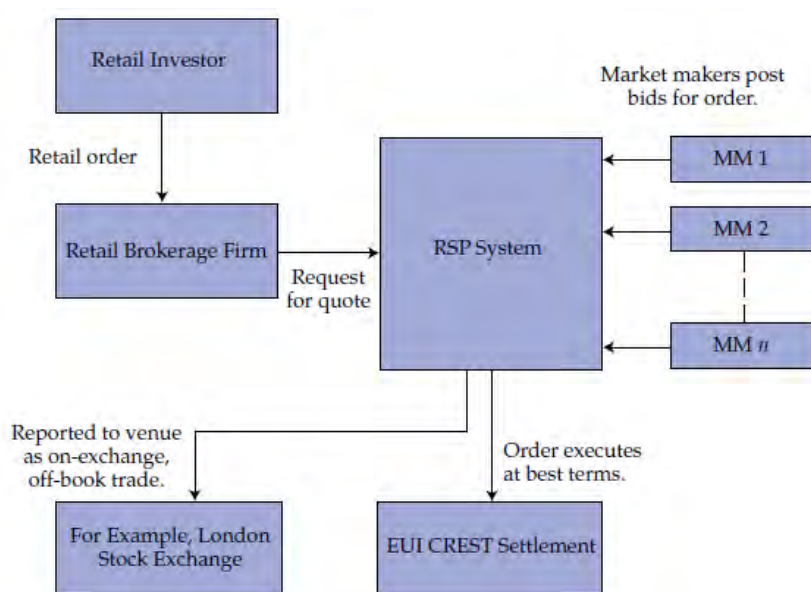 Retail Investor
Market makers post
bids for order.
Retail order
MM 1
Retail Brokerage Firm
Request
for quote
RSP System
MM 2
MM n
Reported to venue
as on-exchange,
off-book trade.
Order executes
at best terms.
For Example, London
Stock Exchange
EUI CREST Settlement